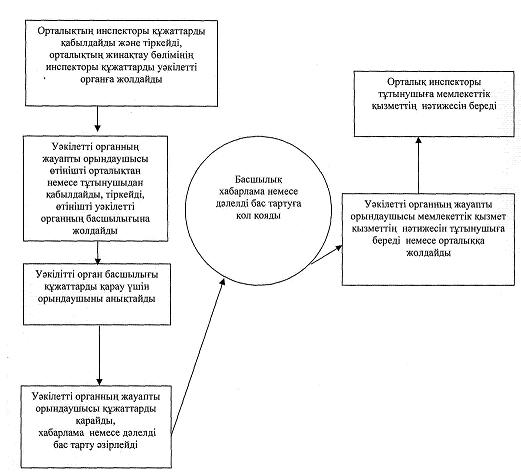 Орталықтың инспекторы құжаттарды
қабылдайды және тіркейді,
орталықтың жинақтау бөлімінің
инспекторы құжаттарды уәкілетті
органға жолдайды
Уәкілетті органның
жауапты орындаушысы
өтінішті орталықтан
немесе тұтынушыдан
қабылдайды, тіркейді,
өтінішті уәкілетті
органның басшылығына
жолдайды
Уәкілітті орган басшылығы
құжаттарды қарау үшін
орындаушыны анықтайды
Уәкілетті органның жауапты
орындаушысы құжаттарды
қарайды,
хабарлама немесе дәлелді
бас тарту әзірлейді
Басшылық
хабарлама немесе
дәлелді бас тартуға
қол қояды
Уәкілетті органның жауапты
орындаушысы мемлекеттік қызмет
қызметтің нәтижесін тұтынушыға
береді немесе орталыққа
жолдайды
Орталық инспекторы
тұтынушыға мемлекеттік
қызметтің нәтижесін береді